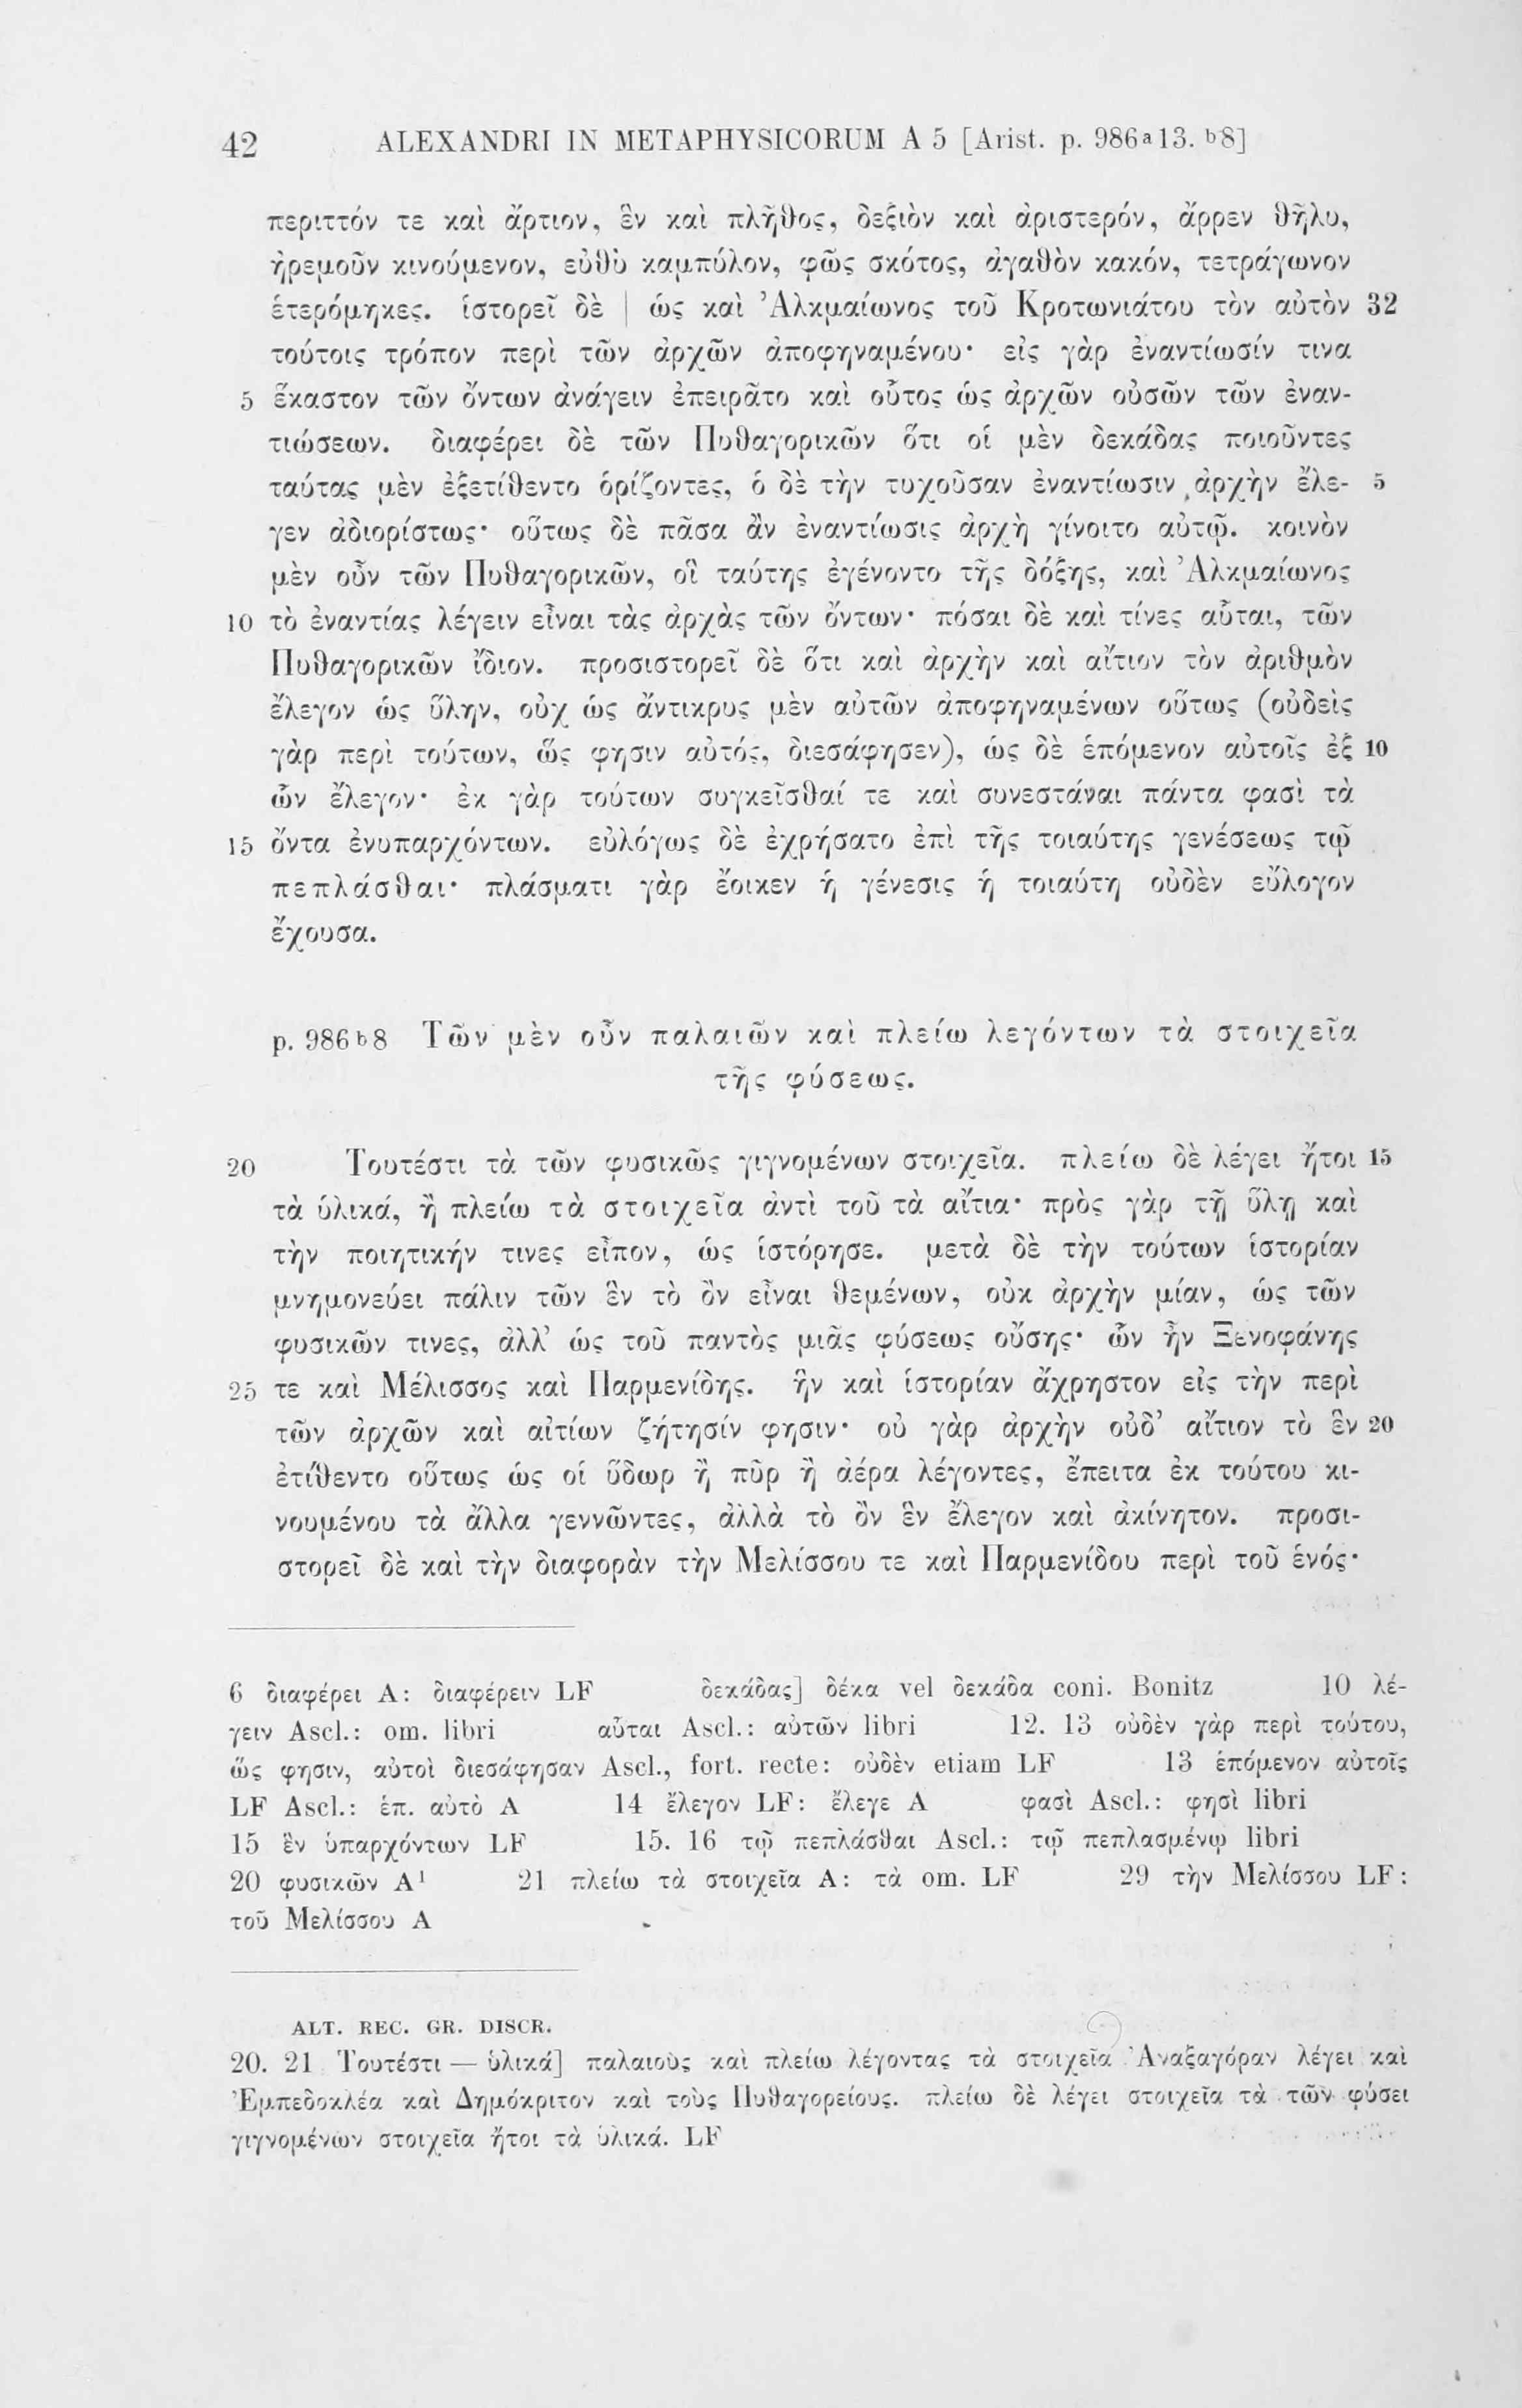 42 ALEXANDRI IN METAPHYSICORUM A 5 [Arist. p. 986a13. b8]
περιττόν τε καὶ ἄρτιον, ἓν καὶ πλῆθος, δεξιὸν καὶ ἀριστερόν, ἄρρεν θῆλυ,
ἠρεμοῦν κινούμενον, εὐθὺ καμπύλον, φῶς σκότος, ἀγαθὸν κακόν, τετράγωνον
ἑτερόμηκες. ἱστορεῖ δὲ | ὡς καὶ Ἀλκμαίωνος τοῦ Κροτωνιάτου τὸν αὐτὸν 32
τούτοις τρόπον περὶ τῶν ἀρχῶν ἀποφηναμένου· εἰς γὰρ ἐναντίωσίν τινα
5 ἕκαστον τῶν ὄντων ἀνάγειν ἐπειρᾶτο καὶ οὗτος ὡς ἀρχῶν οὐσῶν τῶν ἐναν-
τιώσεων. διαφέρει δὲ τῶν Πυθαγορικῶν ὅτι οἱ μὲν δεκάδας ποιοῦντες
ταύτας μὲν ἐξετίθεντο ὁρίζοντες, ὁ δὲ τὴν τυχοῦσαν ἐναντίωσιν ἀρχὴν ἔλε- 5
γεν ἀδιορίστως· οὕτως δὲ πᾶσα ἂν ἐναντίωσις ἀρχὴ γίνοιτο αὐτῷ. κοινὸν
μὲν οὖν τῶν Πυθαγορικῶν, οἳ ταύτης ἐγένοντο τῆς δόξης, καὶ Ἀλκμαίωνος
10 τὸ ἐναντίας λέγειν εἶναι τὰς ἀρχὰς τῶν ὄντων· πόσαι δὲ καὶ τίνες αὗται, τῶν
Πυθαγορικῶν ἴδιον. προσιστορεῖ δὲ ὅτι καὶ ἀρχὴν καὶ αἴτιον τὸν ἀριθμὸν
ἔλεγον ὡς ὕλην, οὐχ ὡς ἄντικρυς μὲν αὐτῶν ἀποφηναμένων οὕτως (οὐδεὶς
γὰρ περὶ τούτων, ὥς φησιν αὐτός, διεσάφησεν), ὡς δὲ ἑπόμενον αὐτοῖς ἐξ 10
ὧν ἔλεγον· ἐκ γὰρ τούτων συγκεῖσθαί τε καὶ συνεστάναι πάντα φασὶ τὰ
15 ὄντα ἐνυπαρχόντων. εὐλόγως δὲ ἐχρήσατο ἐπὶ τῆς τοιαύτης γενέσεως τῷ
πεπλάσθαι· πλάσματι γὰρ ἔοικεν ἡ γένεσις ἡ τοιαύτη οὐδὲν εὔλογον
ἔχουσα.
p. 986b8 Τῶν μὲν οὖν παλαιῶν καὶ πλείω λεγόντων τὰ στοιχεῖα
τῆς φύσεως.
20 Τουτέστι τὰ τῶν φυσικῶς γιγνομένων στοιχεῖα. πλείω δὲ λέγει ἤτοι 15
τὰ ὑλικά, ἢ πλείω τὰ στοιχεῖα ἀντὶ τοῦ τὰ αἴτια· πρὸς γὰρ τῇ ὕλῃ καὶ
τὴν ποιητικήν τινες εἶπον, ὡς ἱστόρησε. μετὰ δὲ τὴν τούτων ἱστορίαν
μνημονεύει πάλιν τῶν ἓν τὸ ὂν εἶναι θεμένων, οὐκ ἀρχὴν μίαν, ὡς τῶν
φυσικῶν τινες, ἀλλ’ ὡς τοῦ παντὸς μιᾶς φύσεως οὔσης· ὧν ἦν Ξενοφάνης
25 τε καὶ Μέλισσος καὶ Παρμενίδης. ἣν καὶ ἱστορίαν ἄχρηστον εἰς τὴν περὶ
τῶν ἀρχῶν καὶ αἰτίων ζήτησίν φησιν· οὐ γὰρ ἀρχὴν οὐδ’ αἴτιον τὸ ἓν 20
ἐτίθεντο οὕτως ὡς οἱ ὕδωρ ἢ πῦρ ἢ ἀέρα λέγοντες, ἔπειτα ἐκ τούτου κι-
νουμένου τὰ ἄλλα γεννῶντες, ἀλλὰ τὸ ὂν ἓν ἔλεγον καὶ ἀκίνητον. προσι-
στορεῖ δὲ καὶ τὴν διαφορὰν τὴν Μελίσσου τε καὶ Παρμενίδου περὶ τοῦ ἑνός·
6 διαφέρει A: διαφέρειν LF δεκάδας] δέκα vel δεκάδα coni. Bonitz 10 λέ-
γειν Ascl.: om. libri αὗται Ascl.: αὐτῶν libri 12. 13 οὐδὲν γὰρ περὶ τούτου,
ὥς φησιν, αὐτοὶ διεσάφησαν Ascl., fort. recte: οὐδὲν etiam LF 13 ἑπόμενον αὐτοῖς
LF Ascl.: ἑπ. αὐτὸ A 14 ἔλεγον LF: ἔλεγε A φασὶ Ascl.: φησὶ libri
15 ἓν ὑπαρχόντων LF 15. 16 τῷ πεπλάσθαι Ascl.: τῷ πεπλασμένῳ libri
20 φυσικῶν A¹ 21 πλείω τὰ στοιχεῖα A: τὰ om. LF 29 τὴν Μελίσσου LF:
τοῦ Μελίσσου A
ALT. REC. GR. DISCR.
20. 21 Τουτέστι — ὑλικά] παλαιοὺς καὶ πλείω λέγοντας τὰ στοιχεῖα Ἀναξαγόραν λέγει καὶ
Ἐμπεδοκλέα καὶ Δημόκριτον καὶ τοὺς Πυθαγορείους. πλείω δὲ λέγει στοιχεῖα τὰ τῶν φύσει
γιγνομένων στοιχεῖα ἤτοι τὰ ὑλικά. LF